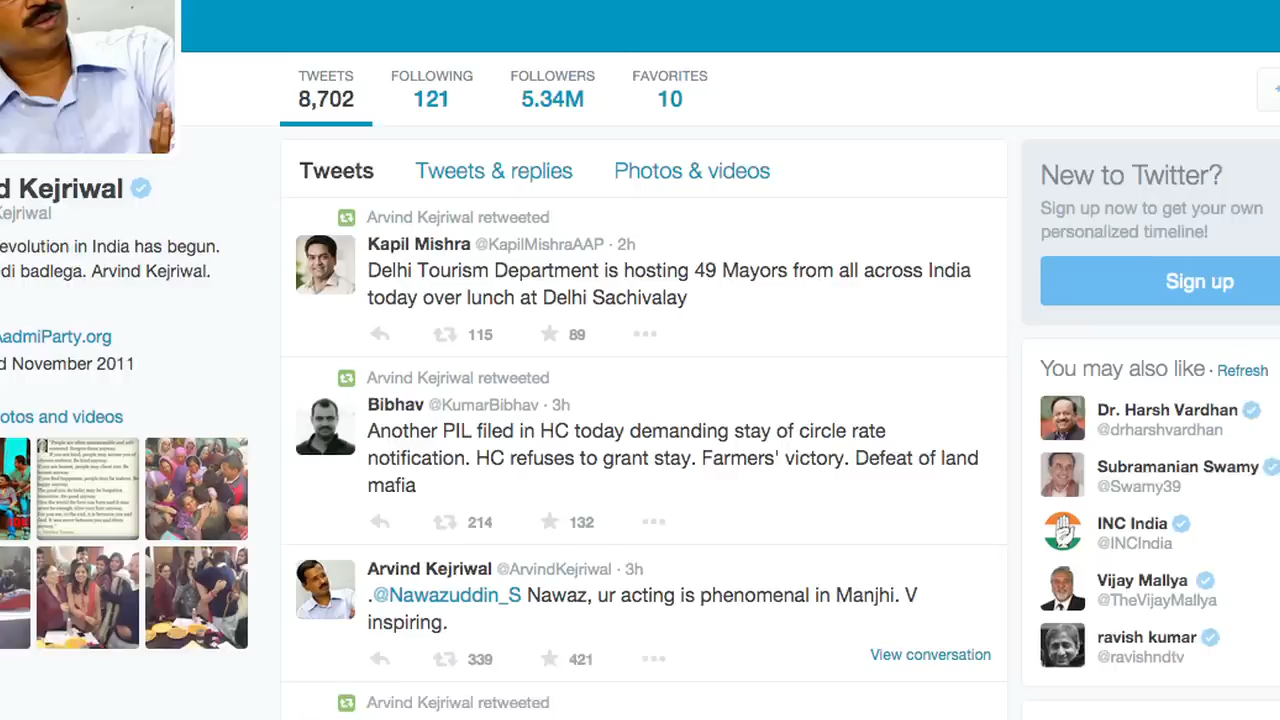 TWEETS
8,702
FOLLOWING
121
FOLLOWERS
5.34M
FAVORITES
10
d Kejriwal
Kejriwal
evolution in India has begun.
di badlega. Arvind Kejriwal.
AadmiParty.org
d November 2011
otos and videos
Tweets Tweets & replies Photos & videos
Arvind Kejriwal retweeted
Kapil Mishra @KapilMishraAAP · 2h
Delhi Tourism Department is hosting 49 Mayors from all across India
today over lunch at Delhi Sachivalay
115 89
Arvind Kejriwal retweeted
Bibhav @KumarBibhav · 3h
Another PIL filed in HC today demanding stay of circle rate
notification. HC refuses to grant stay. Farmers' victory. Defeat of land
mafia
214 132
Arvind Kejriwal @ArvindKejriwal · 3h
.@Nawazuddin_S Nawaz, ur acting is phenomenal in Manjhi. V
inspiring.
339 421
View conversation
Arvind Kejriwal retweeted
New to Twitter?
Sign up now to get your own
personalized timeline!
Sign up
You may also like · Refresh
Dr. Harsh Vardhan
@drharshvardhan
Subramanian Swamy
@Swamy39
INC India
@INCIndia
Vijay Mallya
@TheVijayMallya
ravish kumar
@ravishndtv